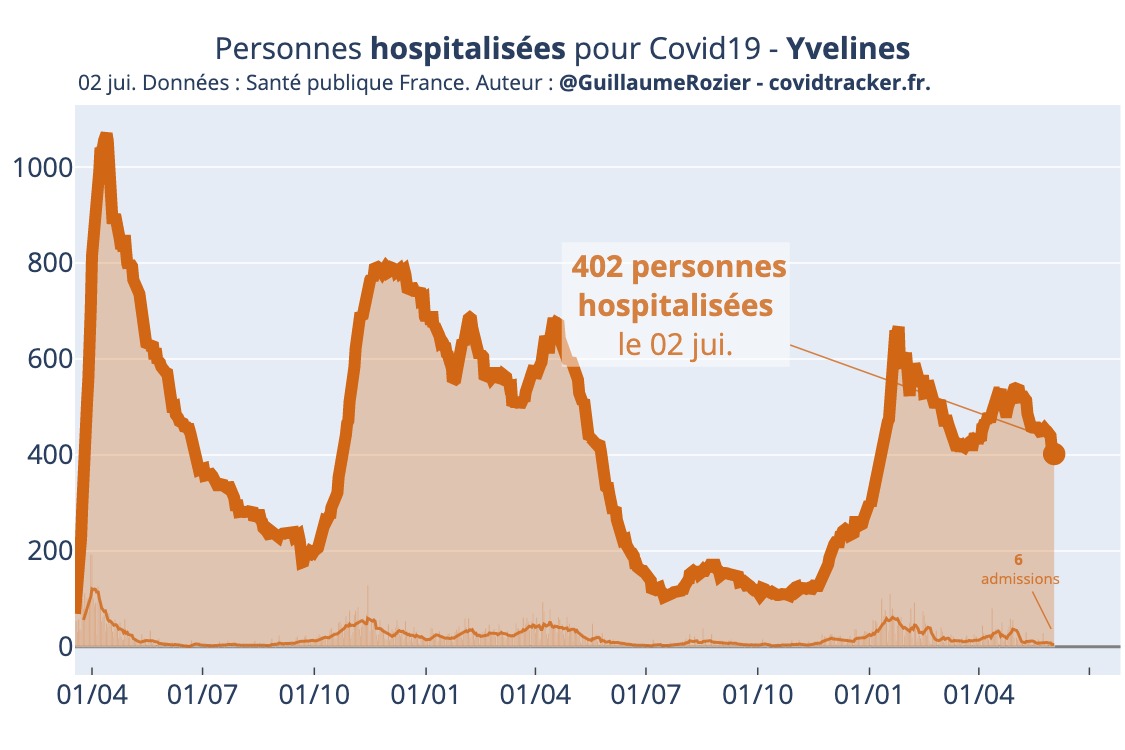 Personnes hospitalisées pour Covid19 - Yvelines
02 jui. Données : Santé publique France. Auteur : @GuillaumeRozier - covidtracker.fr.
1000
800
600
400
200
0
402 personnes
hospitalisées
le 02 jui.
6
admissions
01/04 01/07 01/10 01/01 01/04 01/07 01/10 01/01 01/04